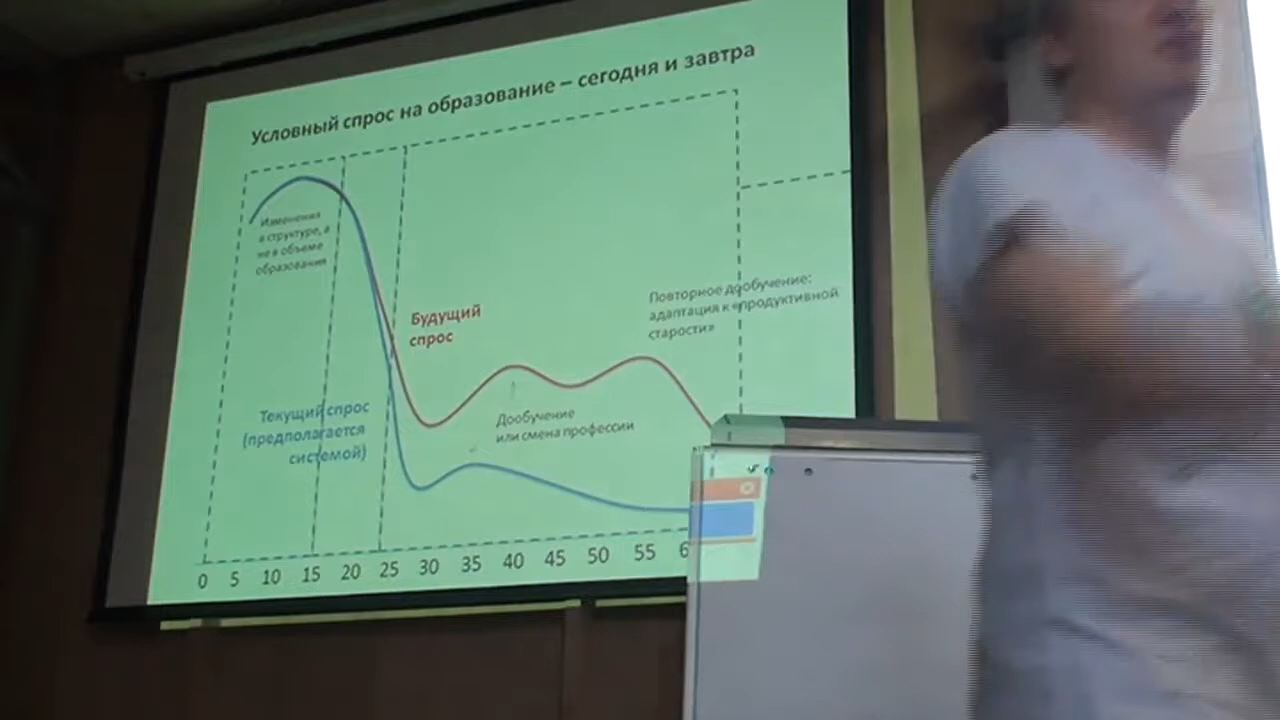 Условный спрос на образование – сегодня и завтра
Изменения
в структуре, а
не в объеме
образования
Будущий
спрос
Повторное дообучение:
адаптация к «продуктивной
старости»
Текущий спрос
(предполагается
системой)
Дообучение
или смена профессии
0 5 10 15 20 25 30 35 40 45 50 55